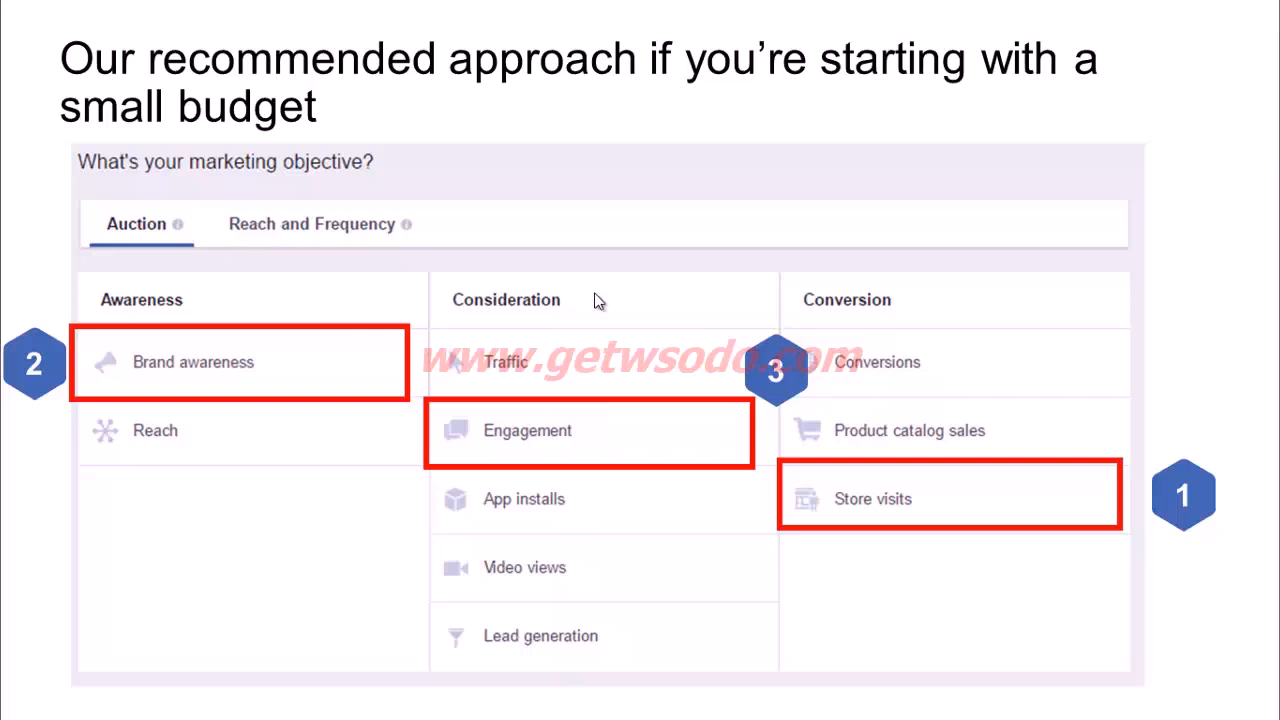 Our recommended approach if you’re starting with a
small budget
What's your marketing objective?
Auction
Reach and Frequency
Awareness
Consideration
Conversion
2
Brand awareness
Traffic
www.getwsodo.com
3
Conversions
Reach
Engagement
Product catalog sales
App installs
Store visits
1
Video views
Lead generation